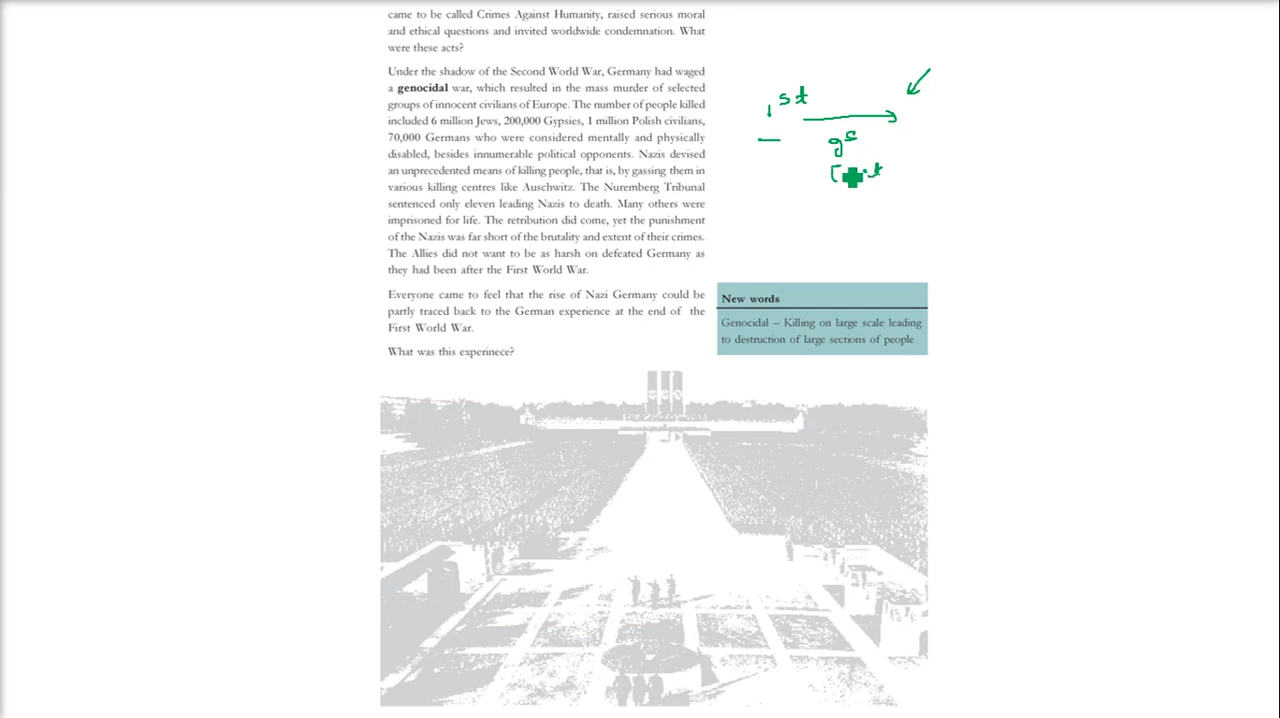 came to be called Crimes Against Humanity, raised serious moral
and ethical questions and invited worldwide condemnation. What
were these acts?
Under the shadow of the Second World War, Germany had waged
a genocidal war, which resulted in the mass murder of selected
groups of innocent civilians of Europe. The number of people killed
included 6 million Jews, 200,000 Gypsies, 1 million Polish civilians,
70,000 Germans who were considered mentally and physically
disabled, besides innumerable political opponents. Nazis devised
an unprecedented means of killing people, that is, by gassing them in
various killing centres like Auschwitz. The Nuremberg Tribunal
sentenced only eleven leading Nazis to death. Many others were
imprisoned for life. The retribution did come, yet the punishment
of the Nazis was far short of the brutality and extent of their crimes.
The Allies did not want to be as harsh on defeated Germany as
they had been after the First World War.
Everyone came to feel that the rise of Nazi Germany could be
partly traced back to the German experience at the end of the
First World War.
What was this experinece?
1st
New words
Genocidal – Killing on large scale leading
to destruction of large sections of people